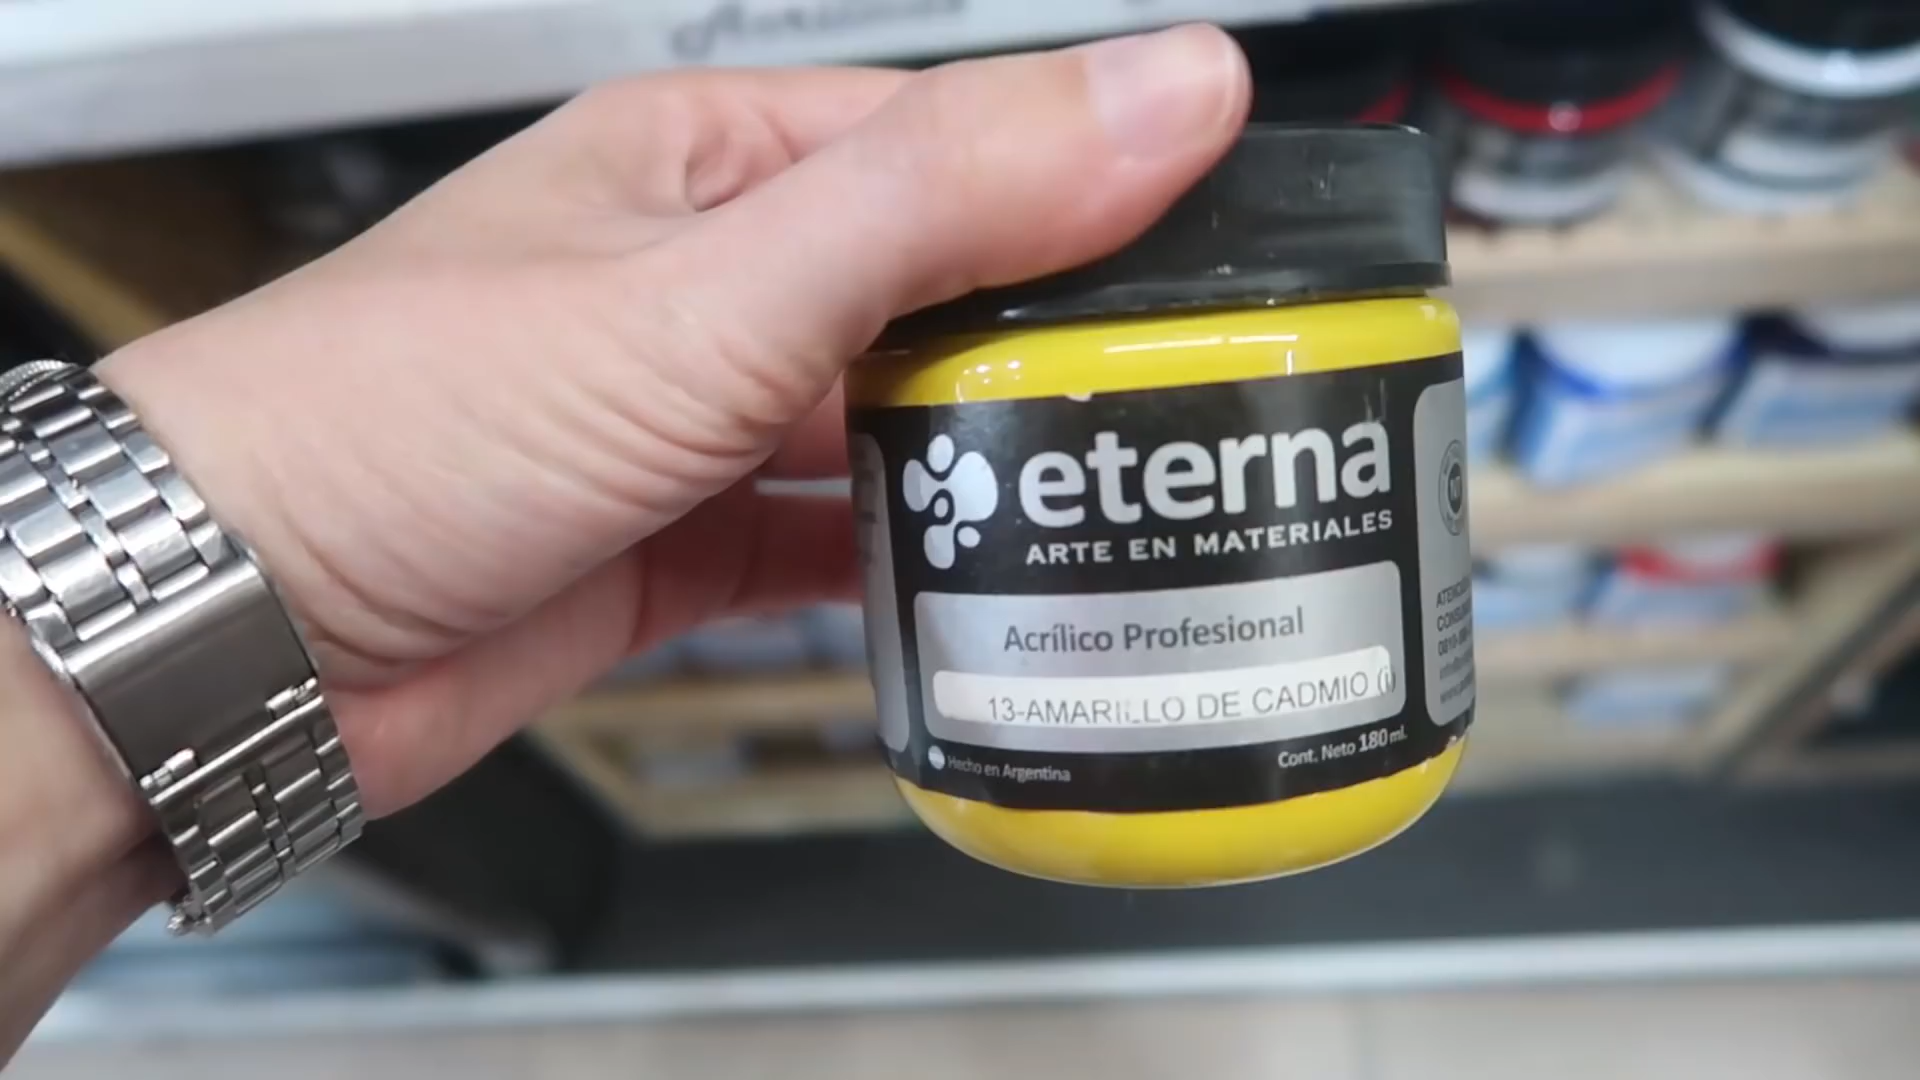 eterna
ARTE EN MATERIALES
Acrílico Profesional
13-AMARILLO DE CADMIO (i)
Hecho en Argentina
Cont. Neto 180 ml.